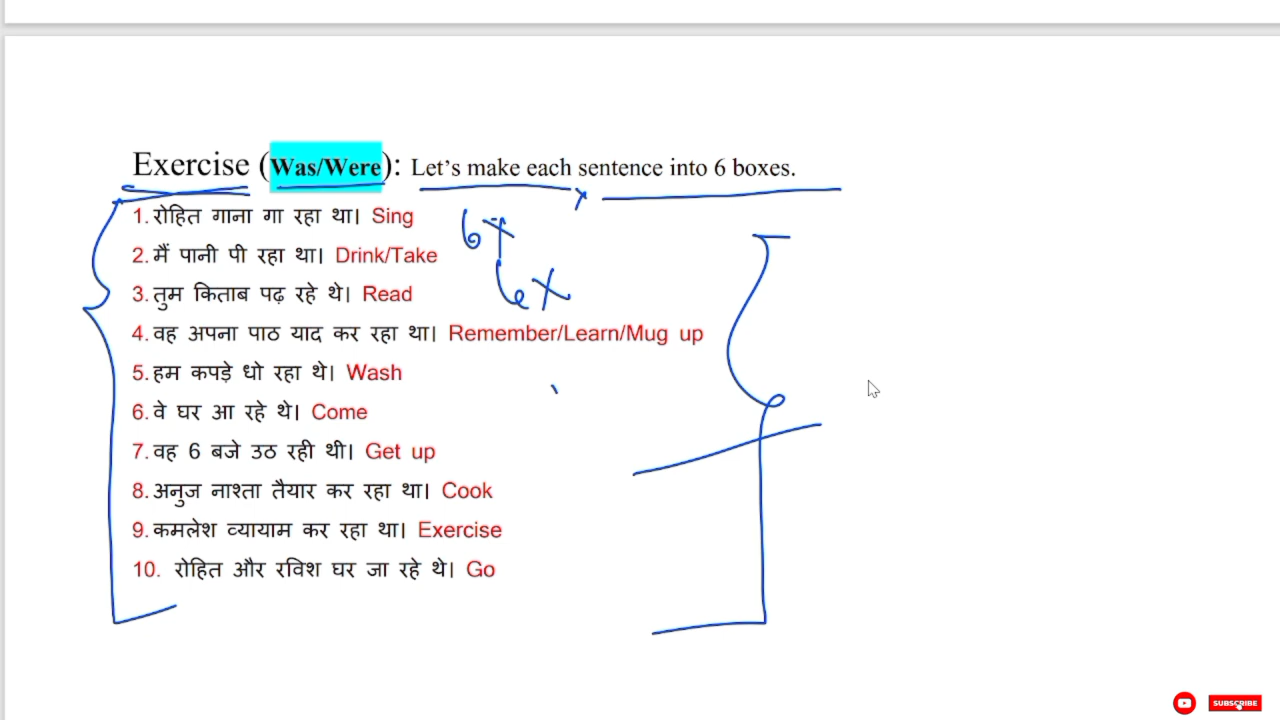 Exercise (Was/Were): Let's make each sentence into 6 boxes.
1. रोहित गाना गा रहा था। Sing
2. मैं पानी पी रहा था। Drink/Take
3. तुम किताब पढ़ रहे थे। Read
4. वह अपना पाठ याद कर रहा था। Remember/Learn/Mug up
5. हम कपड़े धो रहा थे। Wash
6. वे घर आ रहे थे। Come
7. वह 6 बजे उठ रही थी। Get up
8. अनुज नाश्ता तैयार कर रहा था। Cook
9. कमलेश व्यायाम कर रहा था। Exercise
10. रोहित और रविश घर जा रहे थे। Go
6x
6x
SUBSCRIBE